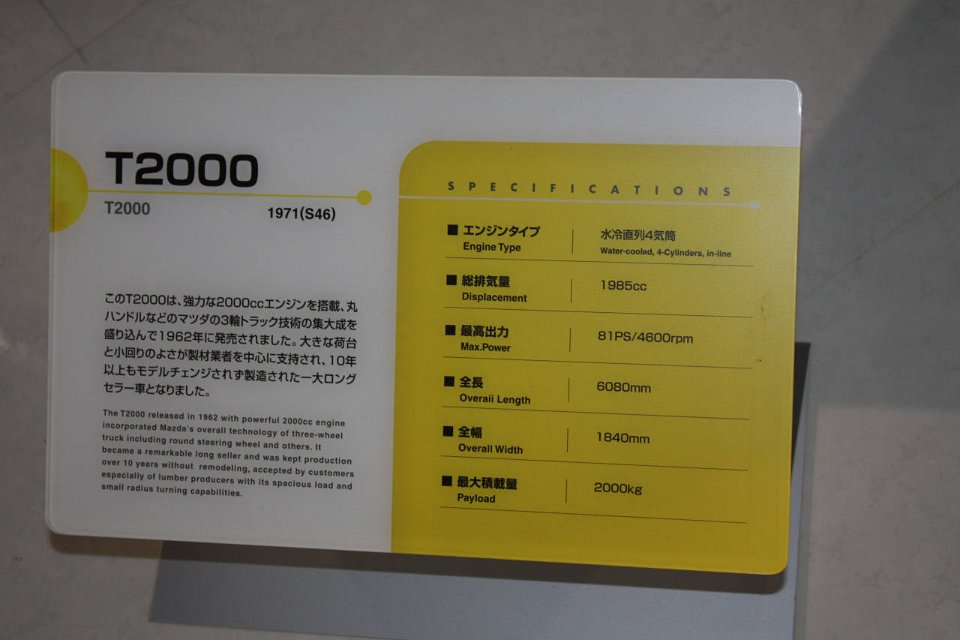 T2000
T2000
1971(S46)
このT2000は、強力な2000ccエンジンを搭載、丸
ハンドルなどのマツダの3輪トラック技術の集大成を
盛り込んで1962年に発売されました。大きな荷台
と小回りのよさが製材業者を中心に支持され、10年
以上もモデルチェンジされず製造された一大ロング
セラー車となりました。
The T2000 released in 1962 with powerful 2000cc engine
incorporated Mazda's overall technology of three-wheel
truck including round steering wheel and others. It
became a remarkable long seller and was kept production
over 10 years without remodeling, accepted by customers
especially of lumber producers with its spacious load and
small radius turning capabilities.
SPECIFICATIONS
■ エンジンタイプ 水冷直列4気筒
Engine Type Water-cooled, 4-Cylinders, in-line
■ 総排気量 1985cc
Displacement
■ 最高出力 81PS/4600rpm
Max.Power
■ 全長 6080mm
Overaii Length
■ 全幅 1840mm
Overall Width
■ 最大積載量 2000kg
Payload